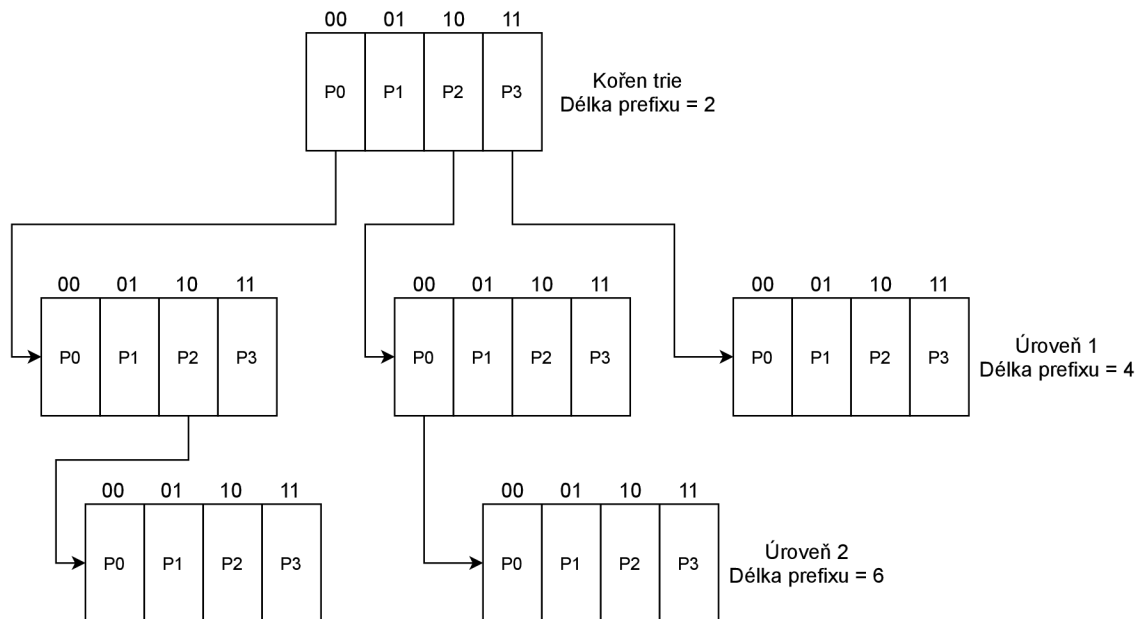 00 01 10 11
P0 P1 P2 P3
Kořen trie
Délka prefixu = 2
00 01 10 11
P0 P1 P2 P3
00 01 10 11
P0 P1 P2 P3
00 01 10 11
P0 P1 P2 P3
Úroveň 1
Délka prefixu = 4
00 01 10 11
P0 P1 P2 P3
00 01 10 11
P0 P1 P2 P3
Úroveň 2
Délka prefixu = 6